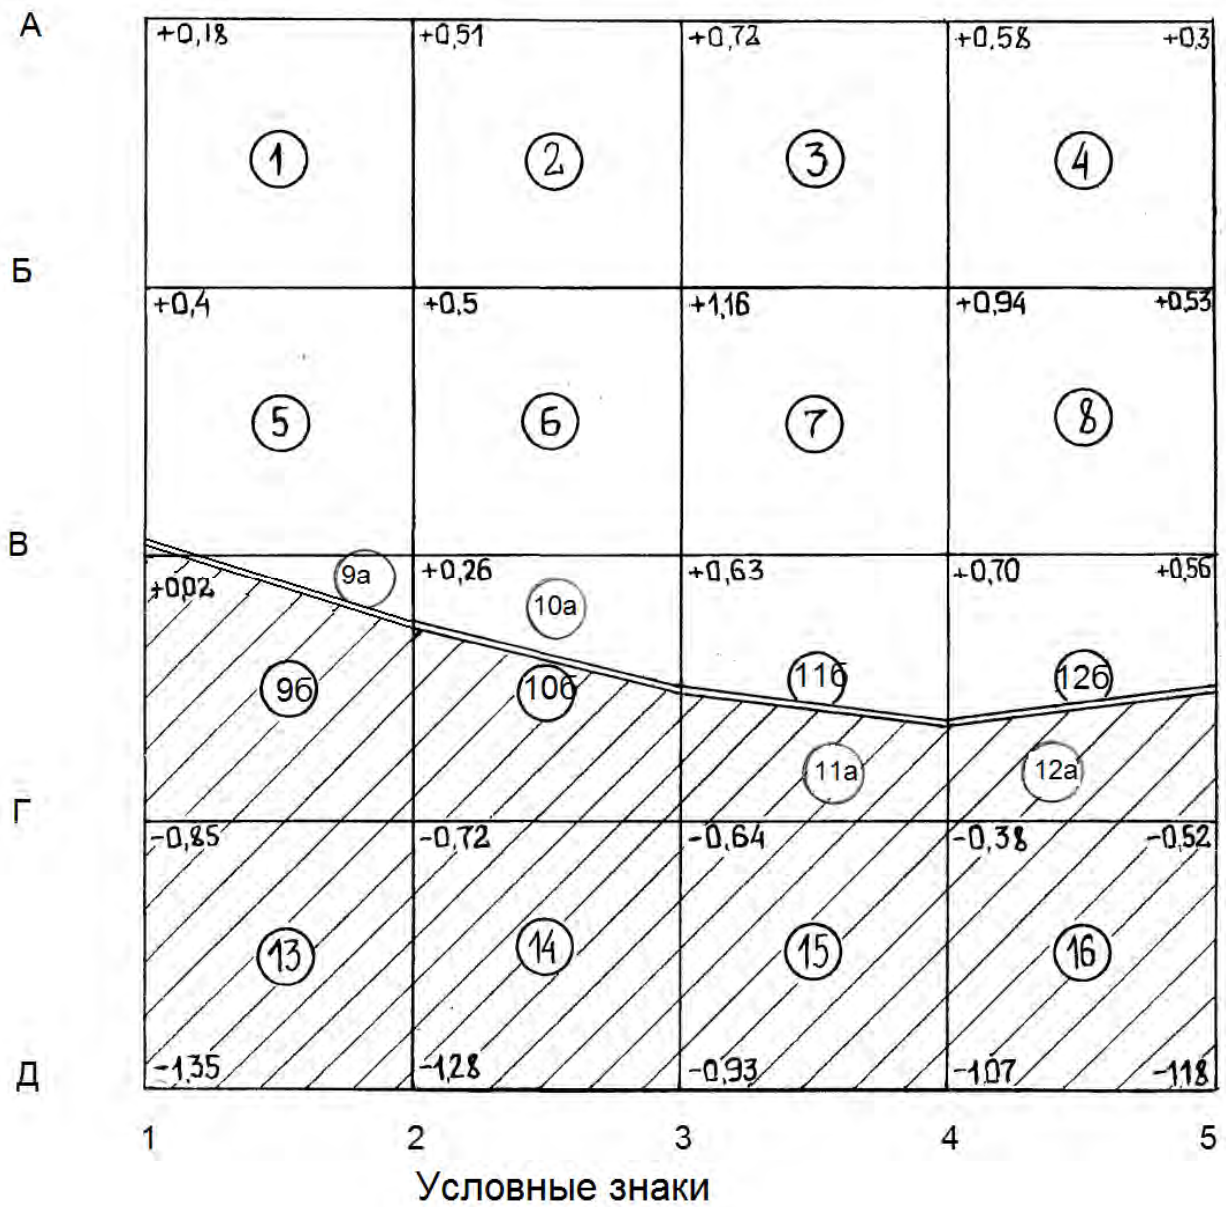 А
+0,18 +0,51 +0,72 +0,58 +0,3
1 2 3 4
Б
+0,4 +0,5 +1,16 +0,94 +0,53
5 6 7 8
В
+0,02 9а +0,26 10а +0,63 +0,70 +0,56
9б 10б 11б 12б
11а 12а
Г
-0,85 -0,72 -0,64 -0,38 -0,52
13 14 15 16
Д
-1,35 -1,28 -0,93 -1,07 -1,18
1 2 3 4 5
Условные знаки